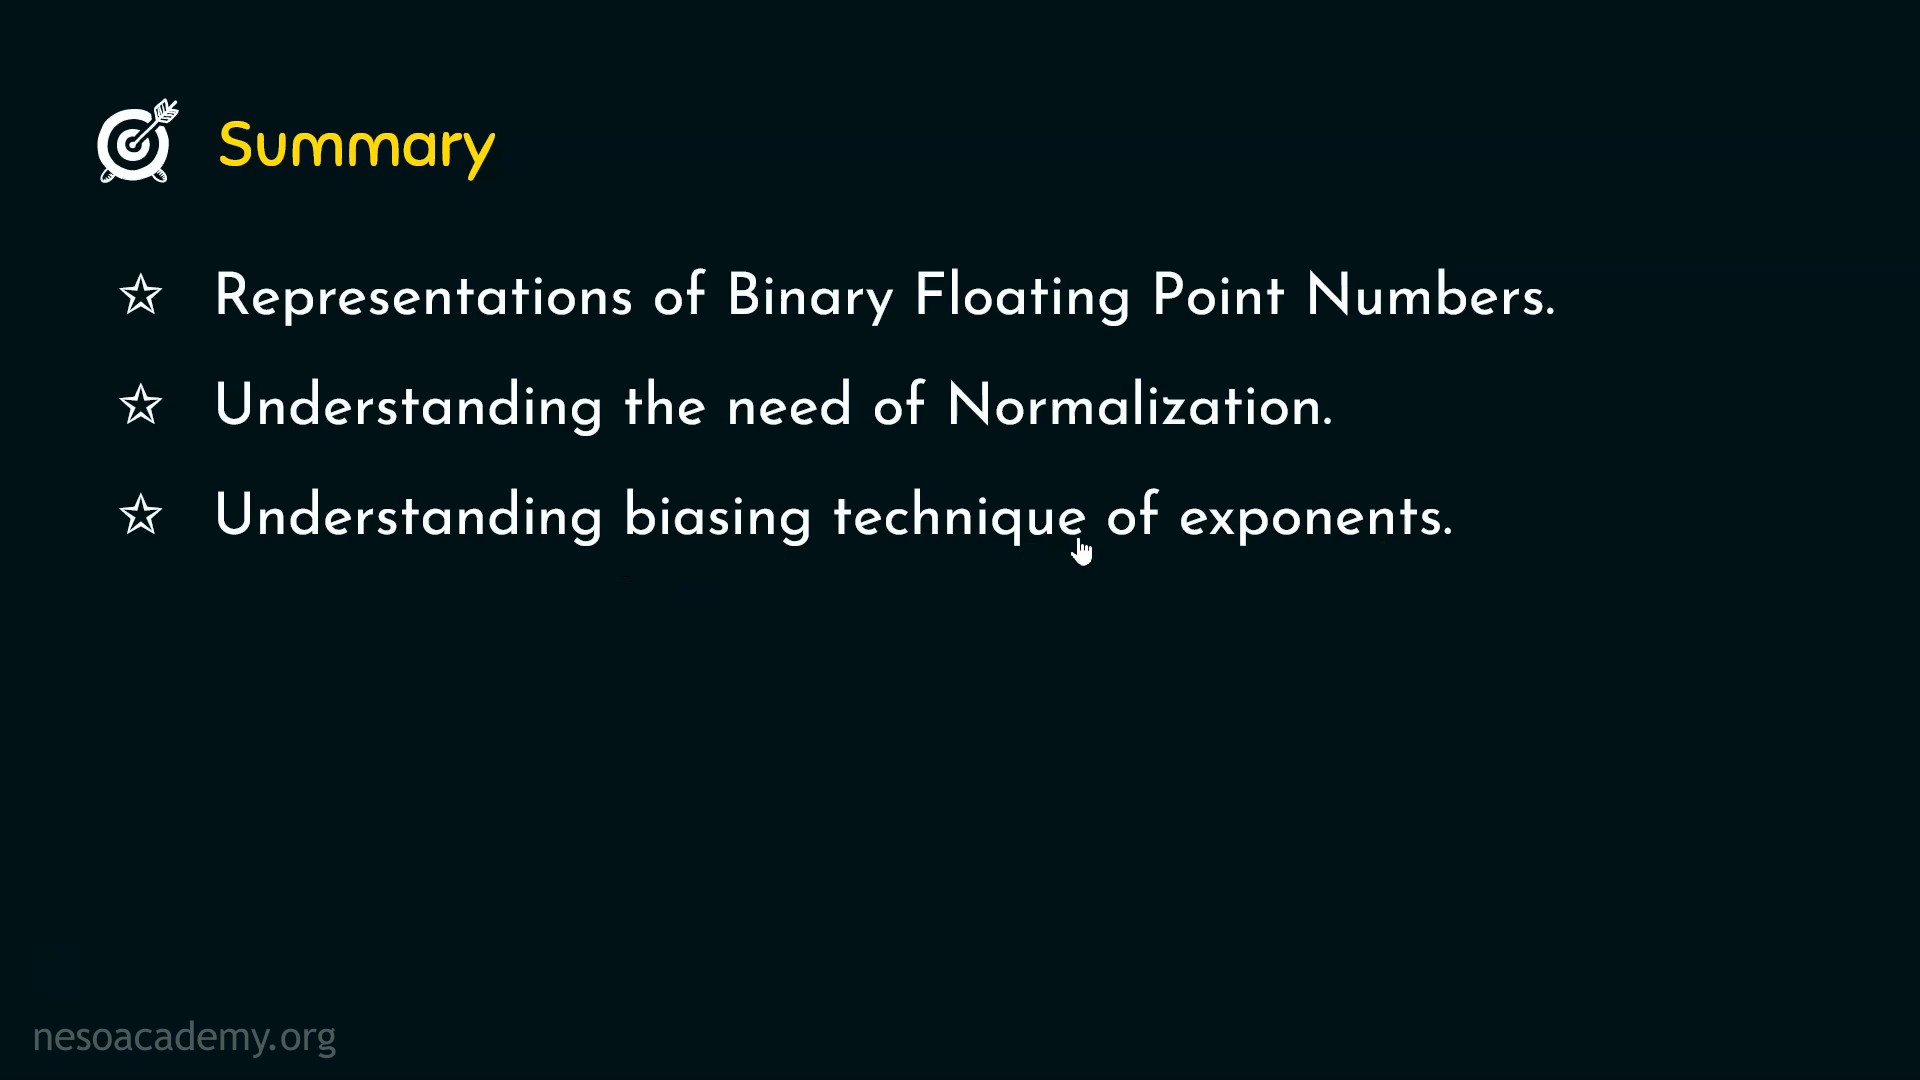 Summary
☆ Representations of Binary Floating Point Numbers.
☆ Understanding the need of Normalization.
☆ Understanding biasing technique of exponents.
nesoacademy.org